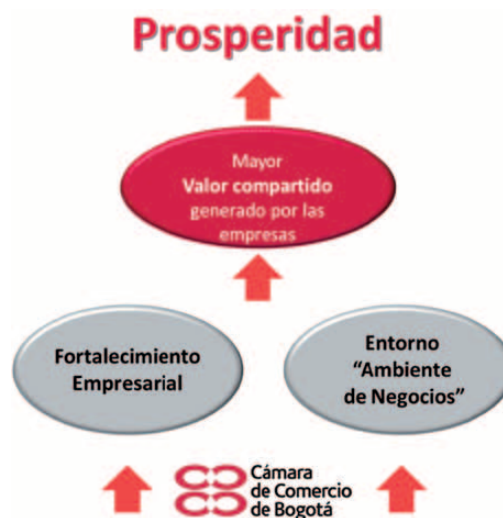 Prosperidad
Mayor
Valor compartido
generado por las
empresas
Fortalecimiento
Empresarial
Entorno
“Ambiente
de Negocios”
Cámara
de Comercio
de Bogotá